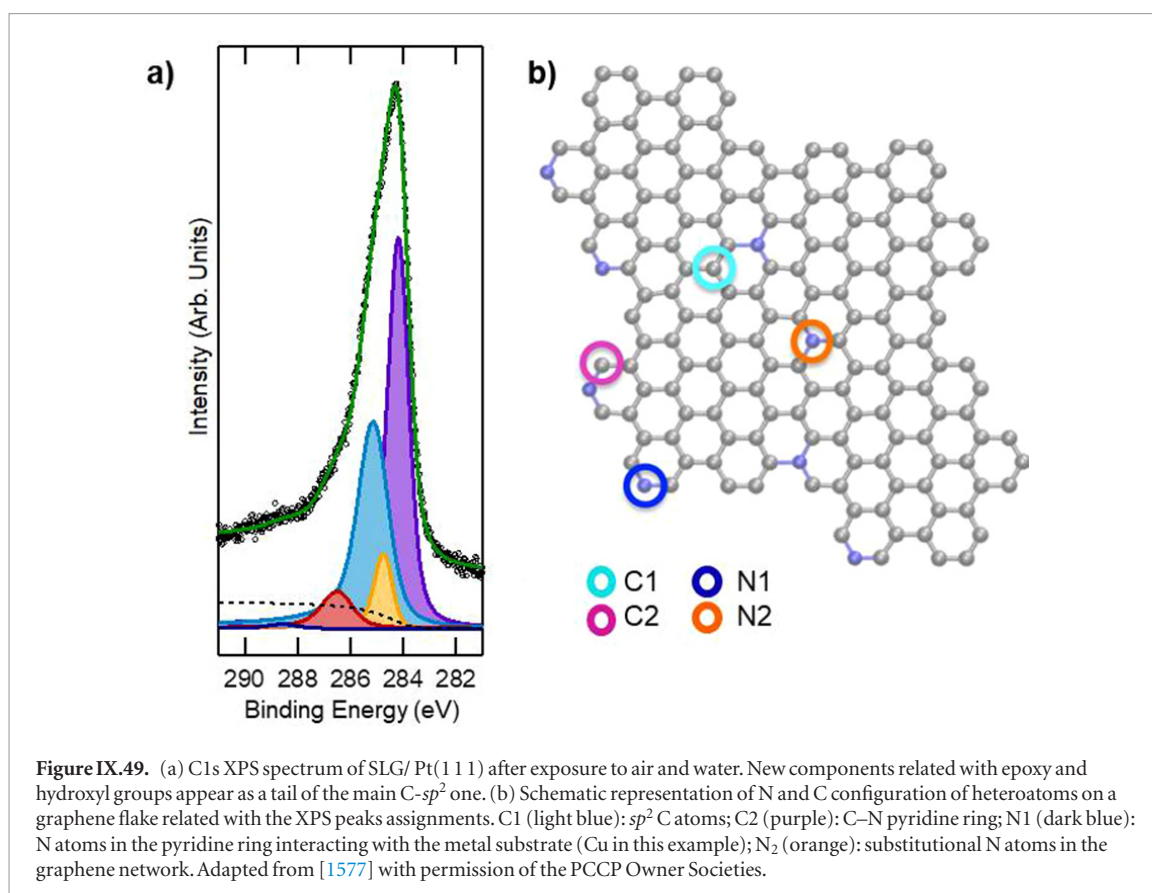 a)
b)
Intensity (Arb. Units)
290 288 286 284 282
Binding Energy (eV)
C1 N1
C2 N2
Figure IX.49. (a) C1s XPS spectrum of SLG/ Pt(1 1 1) after exposure to air and water. New components related with epoxy and
hydroxyl groups appear as a tail of the main C-sp² one. (b) Schematic representation of N and C configuration of heteroatoms on a
graphene flake related with the XPS peaks assignments. C1 (light blue): sp² C atoms; C2 (purple): C–N pyridine ring; N1 (dark blue):
N atoms in the pyridine ring interacting with the metal substrate (Cu in this example); N₂ (orange): substitutional N atoms in the
graphene network. Adapted from [1577] with permission of the PCCP Owner Societies.